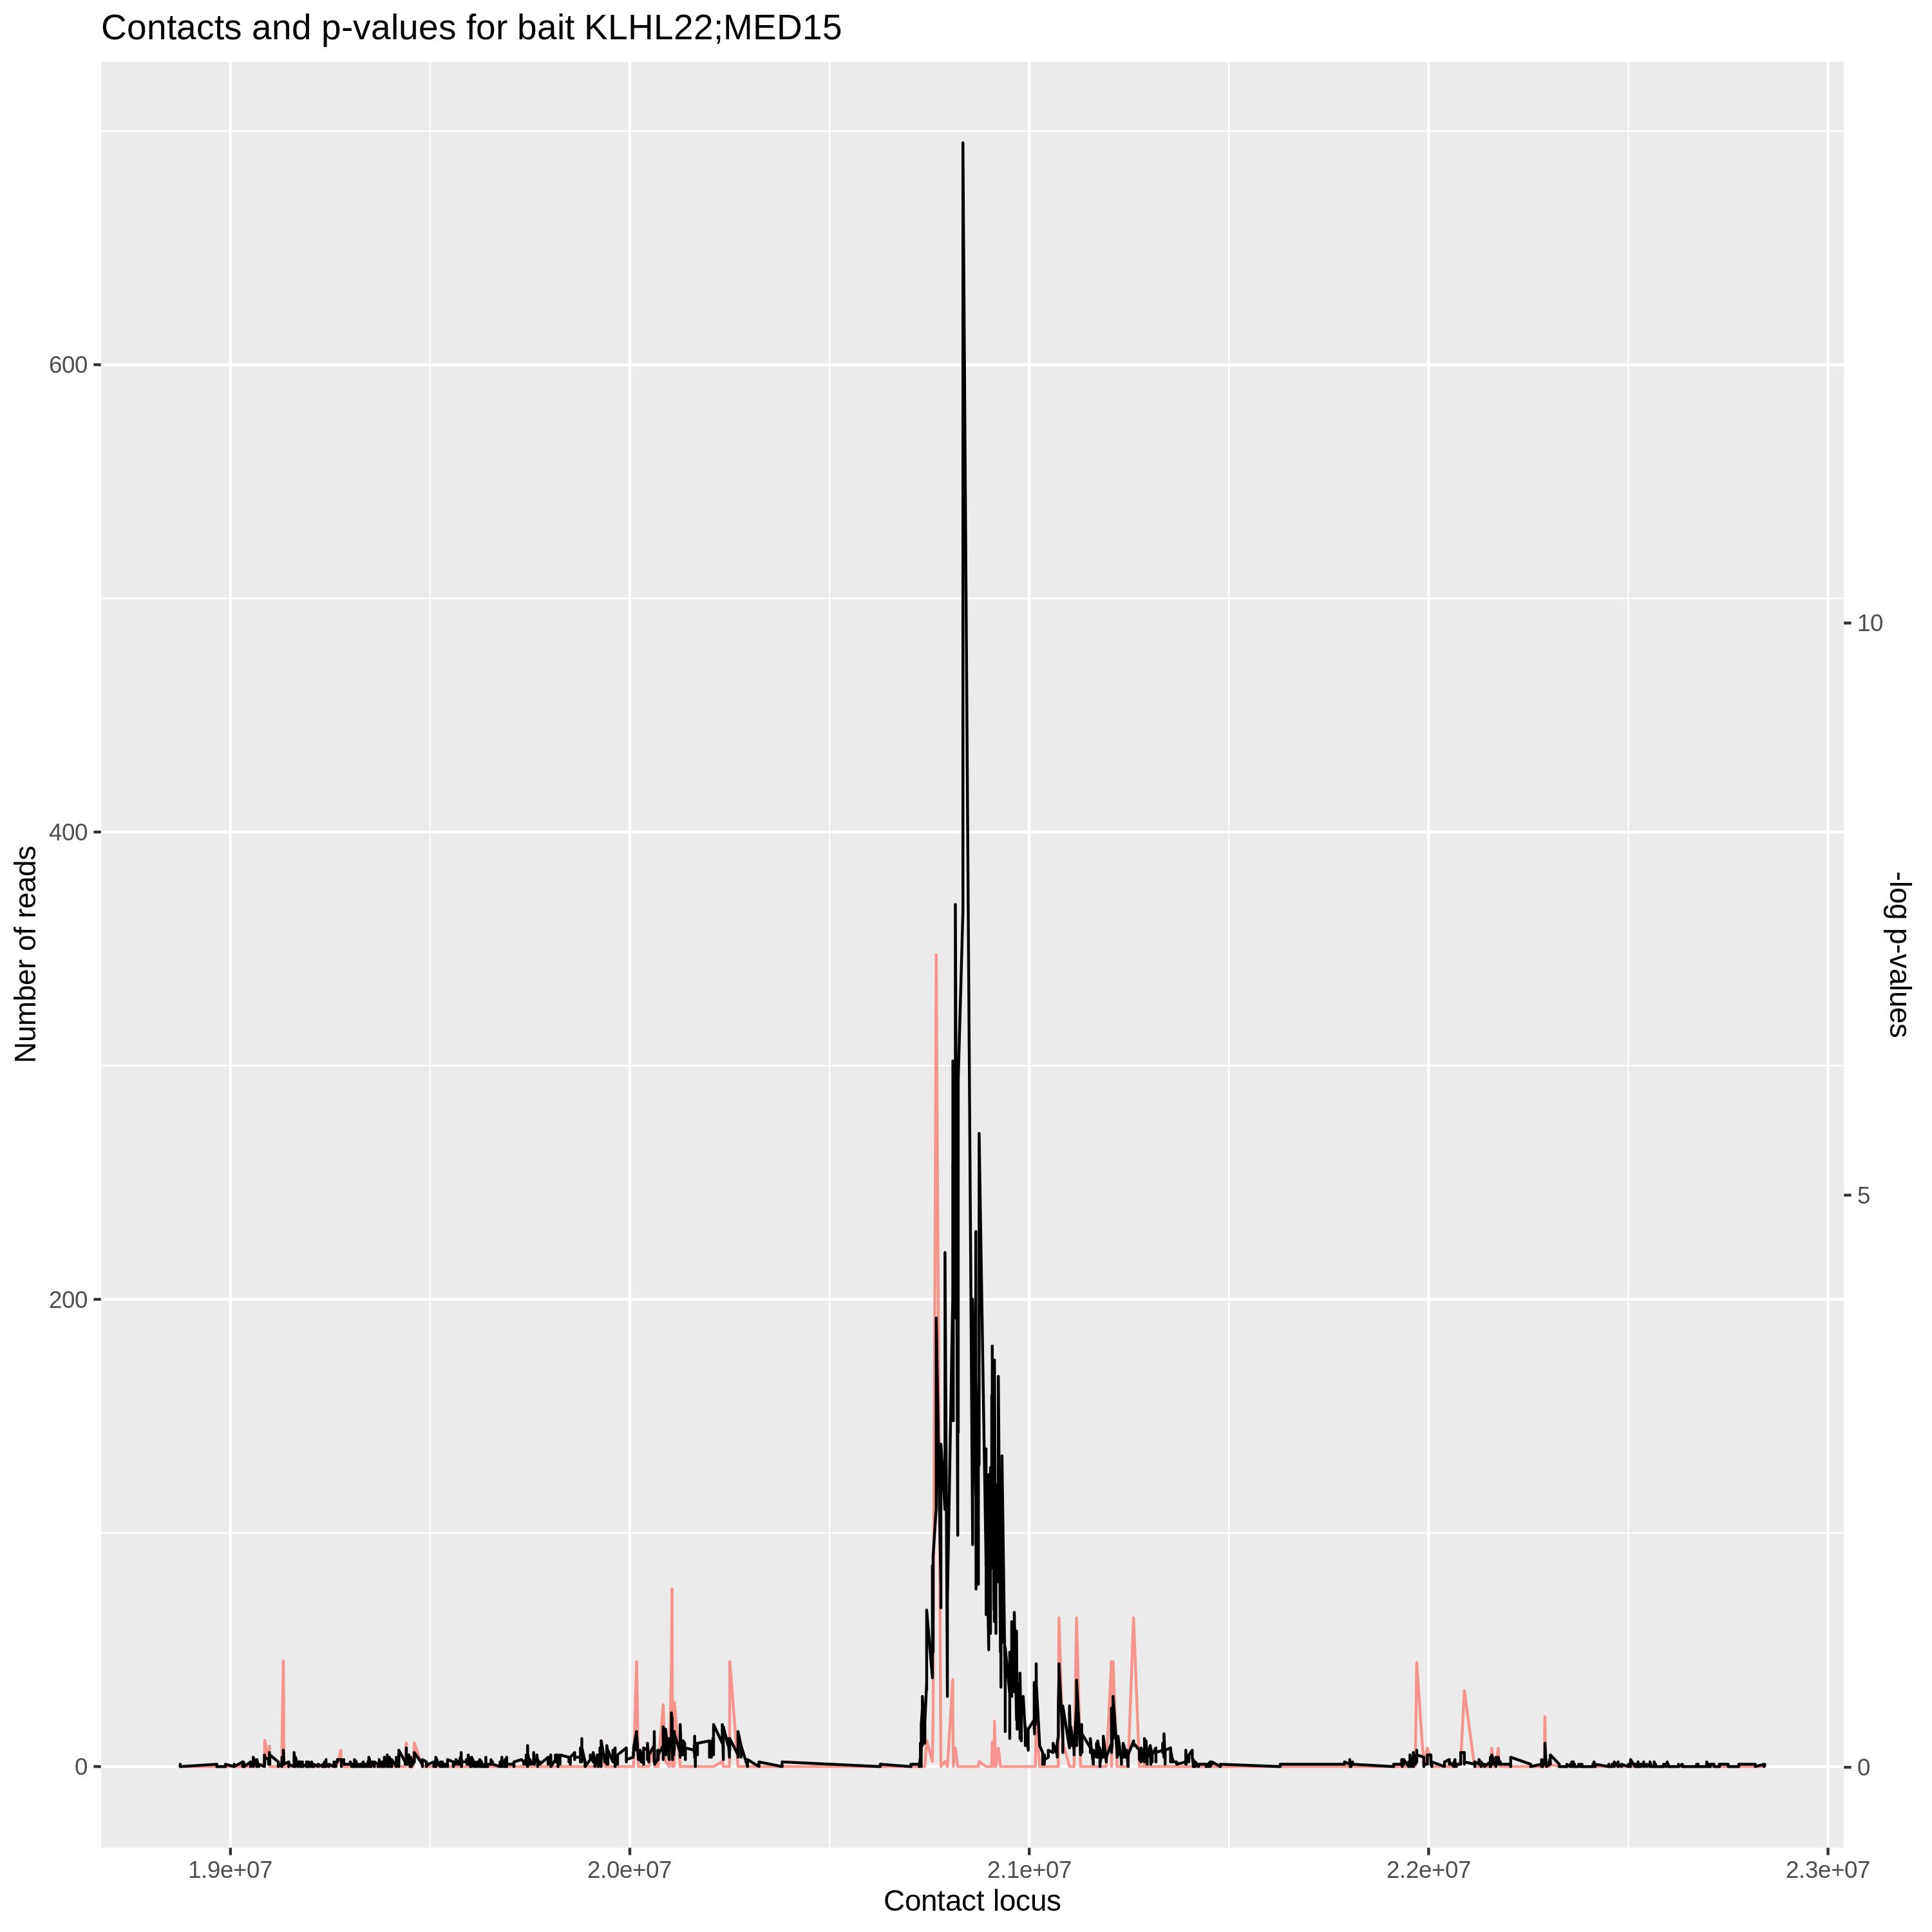 Contacts and p-values for bait KLHL22;MED15
600
400
200
0
Number of reads
10
5
0
-log p-values
1.9e+07
2.0e+07
2.1e+07
2.2e+07
2.3e+07
Contact locus